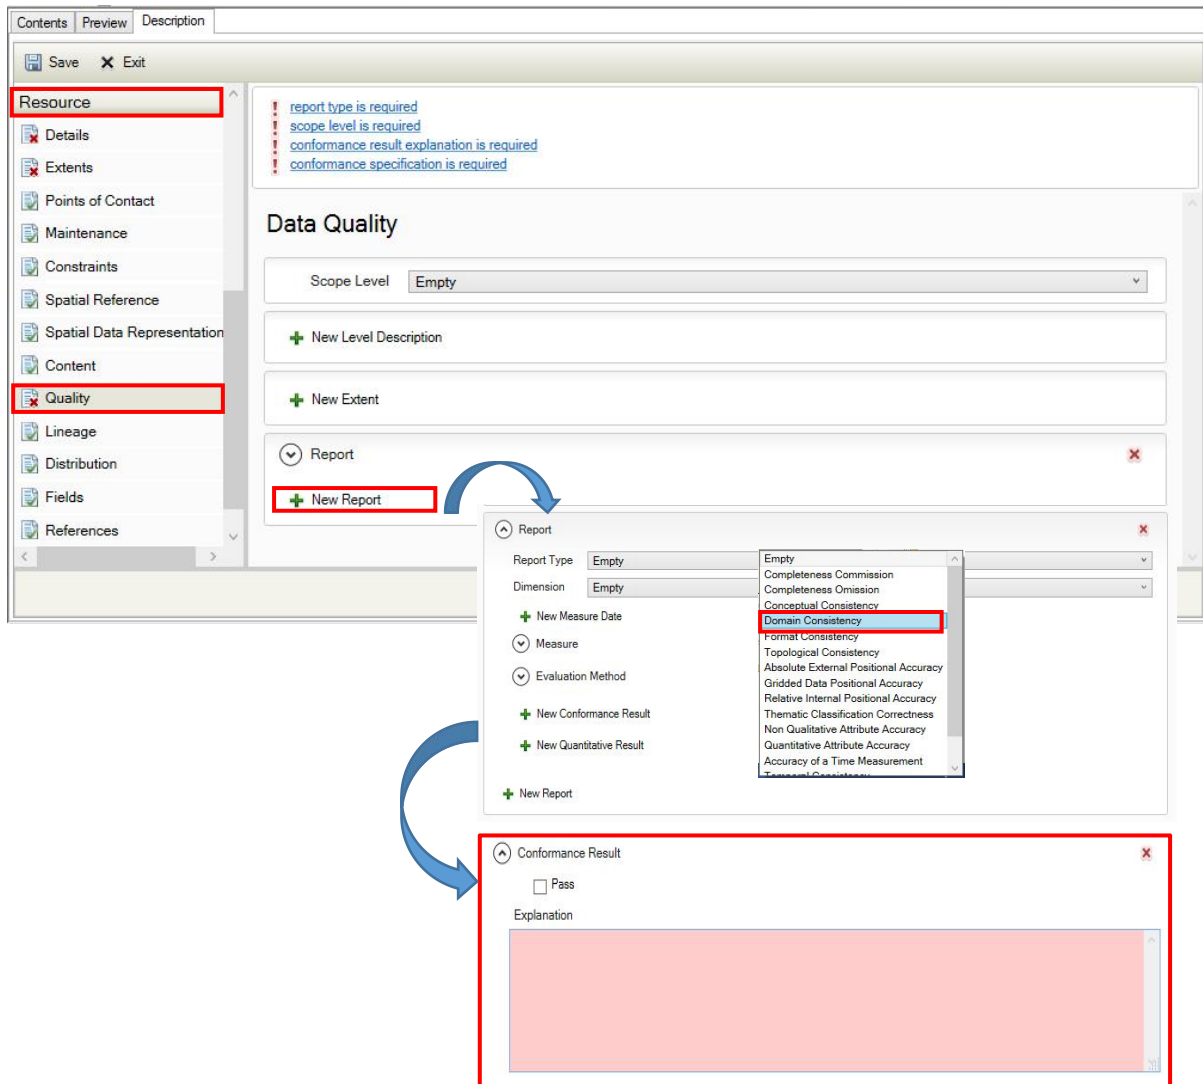 Contents Preview Description
Save Exit
Resource
Details
Extents
Points of Contact
Maintenance
Constraints
Spatial Reference
Spatial Data Representation
Content
Quality
Lineage
Distribution
Fields
References
report type is required
scope level is required
conformance result explanation is required
conformance specification is required
Data Quality
Scope Level Empty
New Level Description
New Extent
Report
New Report
Report
Report Type Empty
Dimension Empty
New Measure Date
Measure
Evaluation Method
New Conformance Result
New Quantitative Result
New Report
Empty
Completeness Commission
Completeness Omission
Conceptual Consistency
Domain Consistency
Format Consistency
Topological Consistency
Absolute External Positional Accuracy
Gridded Data Positional Accuracy
Relative Internal Positional Accuracy
Thematic Classification Correctness
Non Qualitative Attribute Accuracy
Quantitative Attribute Accuracy
Accuracy of a Time Measurement
Temporal Consistency
Conformance Result
Pass
Explanation